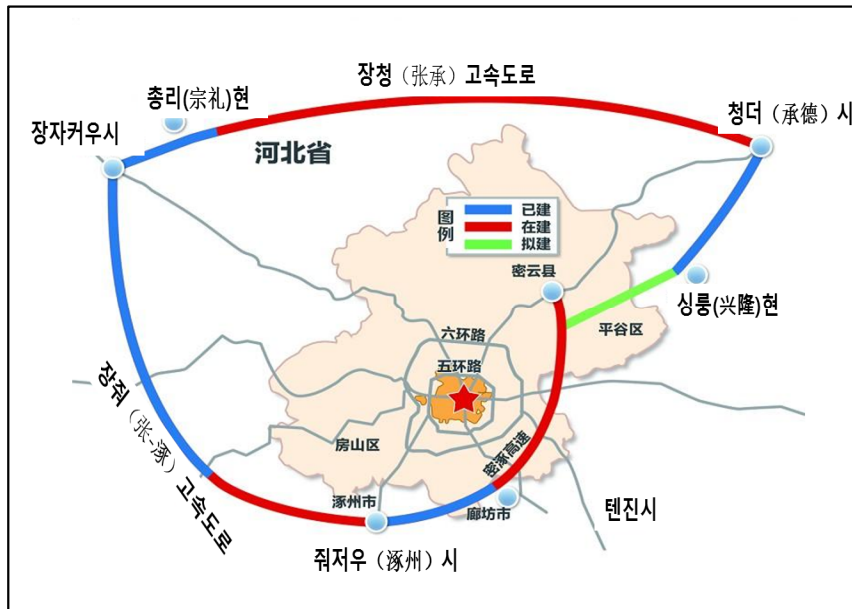 장청（张承）고속도로
총리(宗礼)현
청더（承德）시
장자커우시
河北省
图例
已建
在建
拟建
密云县
싱룽(兴隆)현
六环路
平谷区
五环路
장줘（张-涿）고속도로
房山区
密涿高速
涿州市
廊坊市
텐진시
줘저우（涿州）시